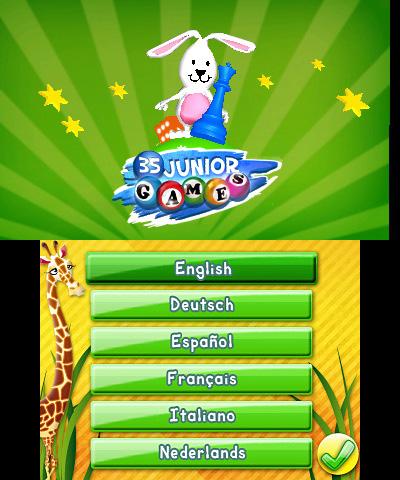 35 JUNIOR
GAMES
English
Deutsch
Español
Français
Italiano
Nederlands